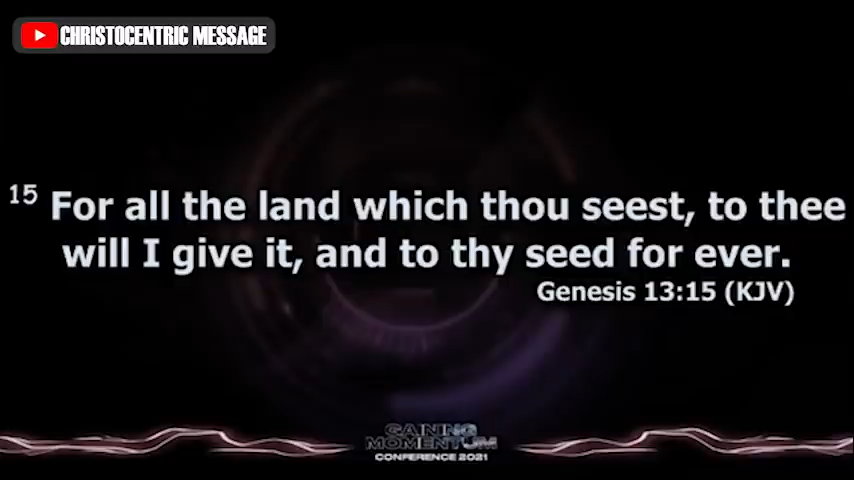 CHRISTOCENTRIC MESSAGE
15 For all the land which thou seest, to thee
will I give it, and to thy seed for ever.
Genesis 13:15 (KJV)
GAINING
MOMENTUM
CONFERENCE 2021